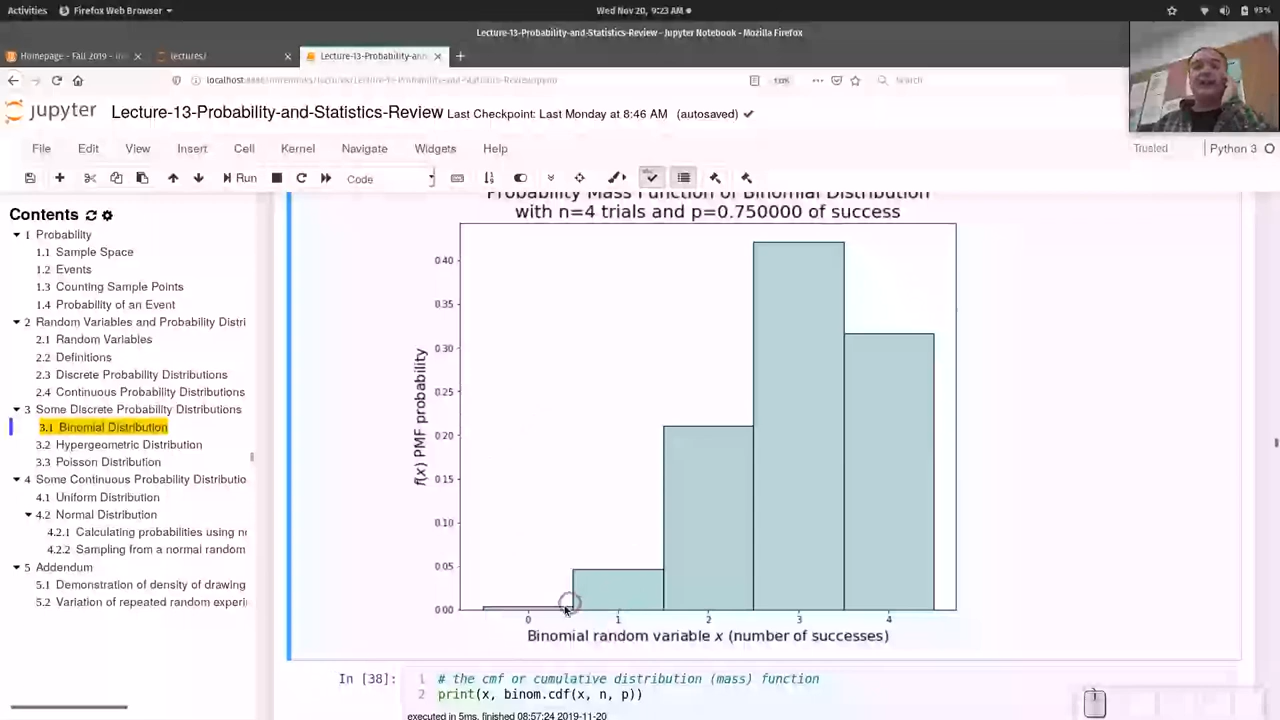 Activities Firefox Web Browser Wed Nov 20, 9:23 AM 93%
Lecture-13-Probability-and-Statistics-Review - Jupyter Notebook - Mozilla Firefox
Homepage - Fall 2019 - lectures/ Lecture-13-Probability-an
Search
jupyter Lecture-13-Probability-and-Statistics-Review Last Checkpoint: Last Monday at 8:46 AM (autosaved)
File Edit View Insert Cell Kernel Navigate Widgets Help Trusted Python 3
Run Code
Contents
1 Probability
1.1 Sample Space
1.2 Events
1.3 Counting Sample Points
1.4 Probability of an Event
2 Random Variables and Probability Distri
2.1 Random Variables
2.2 Definitions
2.3 Discrete Probability Distributions
2.4 Continuous Probability Distributions
3 Some Discrete Probability Distributions
3.1 Binomial Distribution
3.2 Hypergeometric Distribution
3.3 Poisson Distribution
4 Some Continuous Probability Distributio
4.1 Uniform Distribution
4.2 Normal Distribution
4.2.1 Calculating probabilities using n
4.2.2 Sampling from a normal random
5 Addendum
5.1 Demonstration of density of drawing
5.2 Variation of repeated random experi
Probability Mass Function of Binomial Distribution
with n=4 trials and p=0.750000 of success
0.40
0.35
0.30
0.25
0.20
0.15
0.10
0.05
0.00
f(x) PMF probability
0 1 2 3 4
Binomial random variable x (number of successes)
In [38]: 1 # the cmf or cumulative distribution (mass) function
2 print(x, binom.cdf(x, n, p))
executed in 5ms, finished 08:57:24 2019-11-20